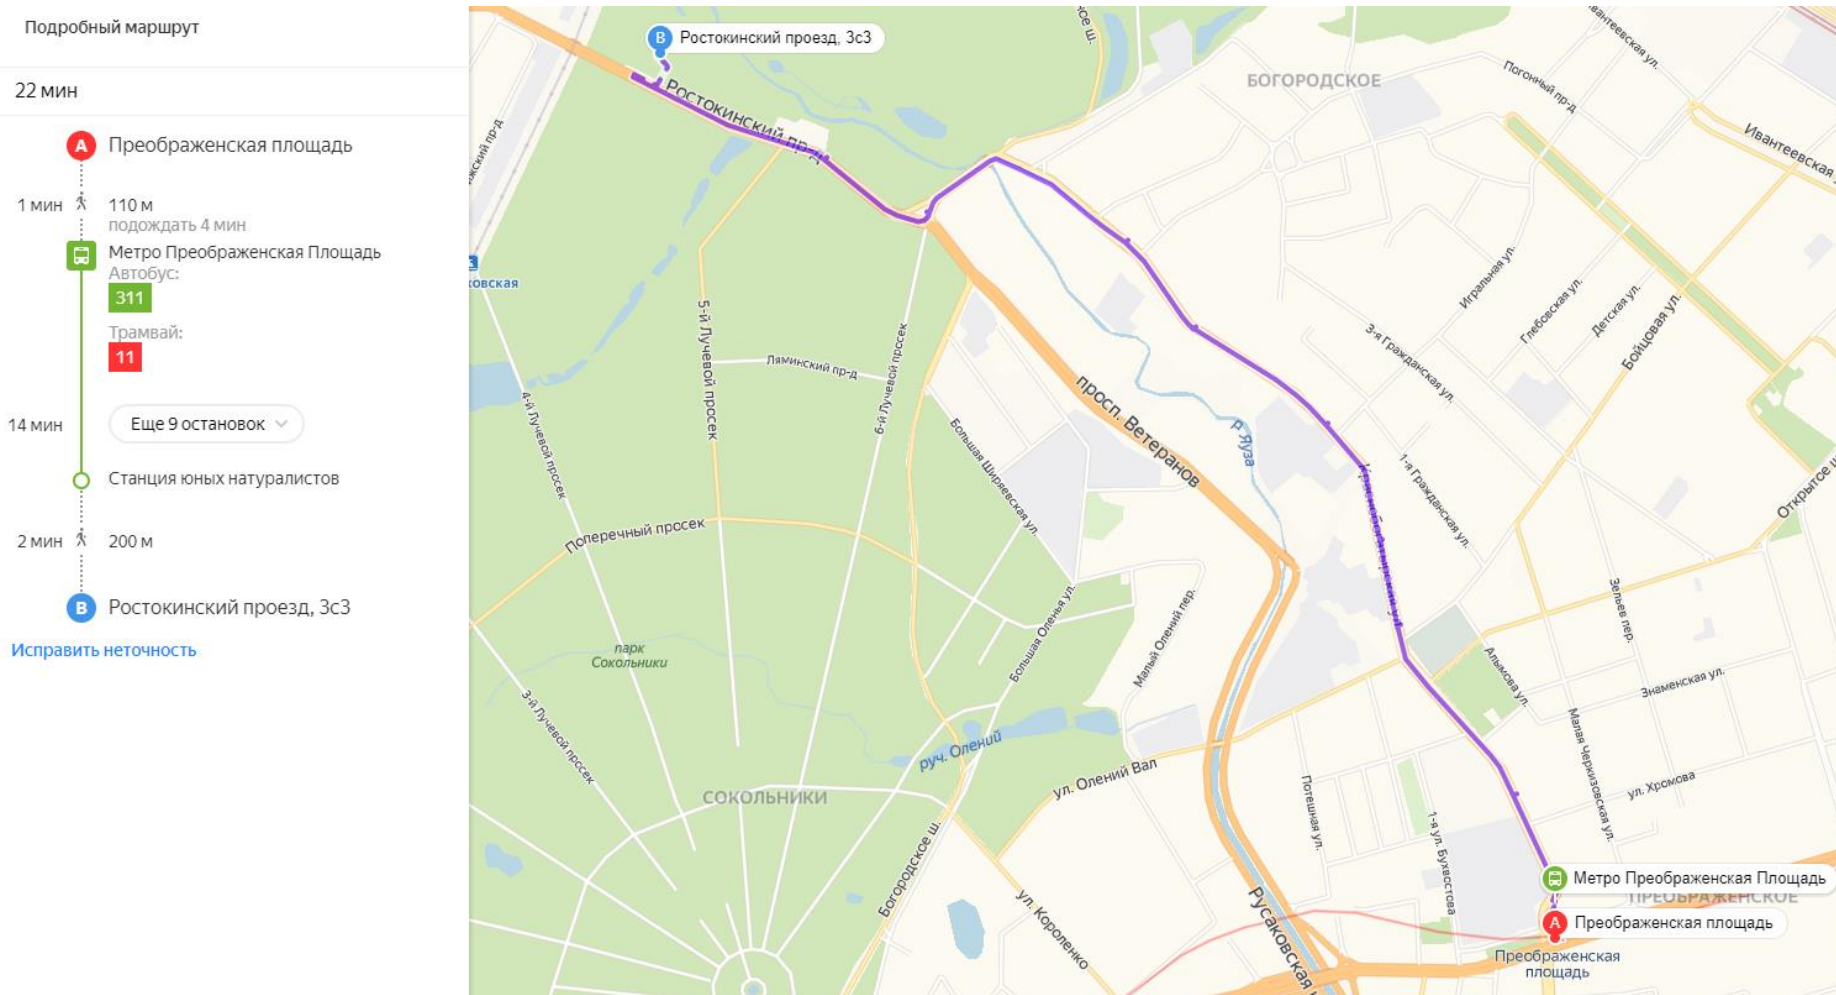 Подробный маршрут
22 мин
A Преображенская площадь
1 мин 110 м
подождать 4 мин
Метро Преображенская Площадь
Автобус:
311
Трамвай:
11
14 мин Еще 9 остановок
Станция юных натуралистов
2 мин 200 м
B Ростокинский проезд, 3с3
Исправить неточность
B Ростокинский проезд, 3с3
Ростокинский пр-д
БОГОРОДСКОЕ
Погонный пр-д
Ивантеевская ул.
Ивантеевская
5-й Лучевой просек
Ляминский пр-д
6-й Лучевой просек
4-й Лучевой просек
Поперечный просек
3-й Лучевой просек
парк
Сокольники
СОКОЛЬНИКИ
Большая Ширяевская ул.
Большая Оленья ул.
Малый Олений пер.
руч. Олений
ул. Олений Вал
Богородское ш.
ул. Короленко
просп. Ветеранов
р. Яуза
Краснобогатырская ул.
Игральная ул.
Глебовская ул.
Детская ул.
Бойцовая ул.
3-я Гражданская ул.
1-я Гражданская ул.
Открытое
Зельев пер.
Алымова ул.
Знаменская ул.
Малая Черкизовская ул.
ул. Хромова
Потешная ул.
1-я ул. Бухвостова
Русаковская
Метро Преображенская Площадь
ПРЕОБРАЖЕНСКОЕ
A Преображенская площадь
Преображенская
площадь